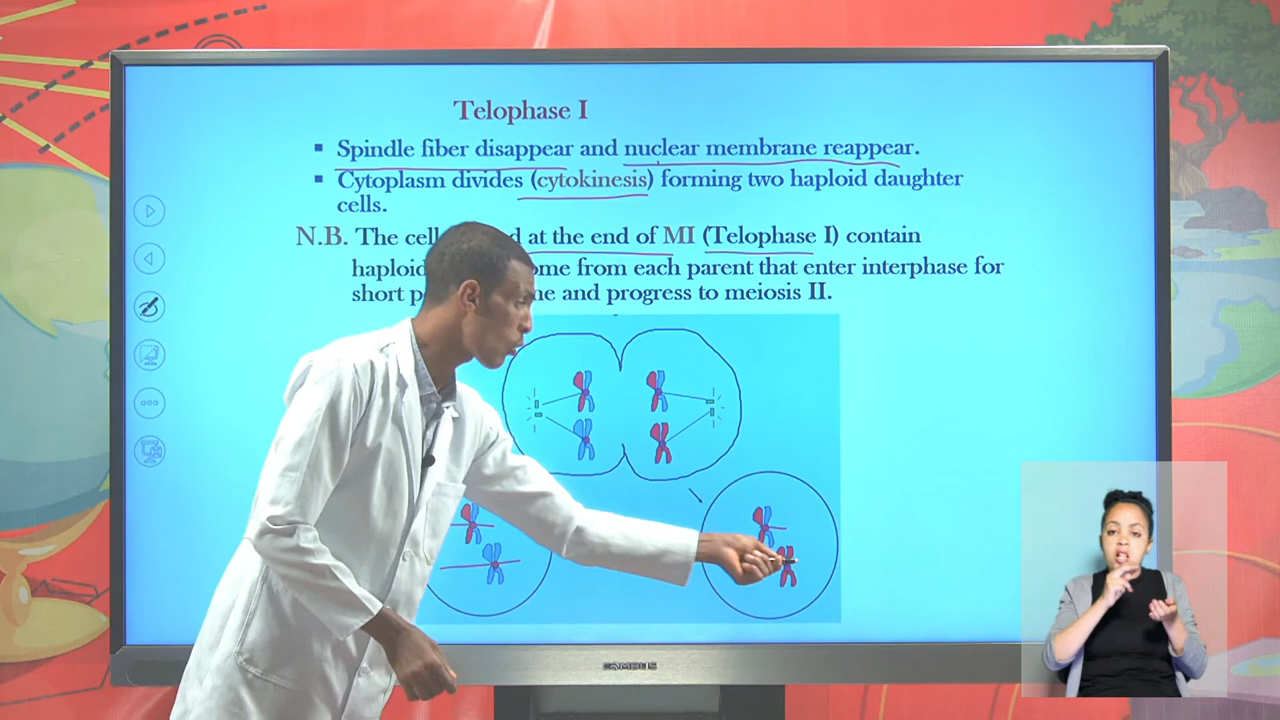 Telophase I
▪ Spindle fiber disappear and nuclear membrane reappear.
▪ Cytoplasm divides (cytokinesis) forming two haploid daughter
cells.
N.B. The cell at the end of MI (Telophase I) contain
haploid from each parent that enter interphase for
short and progress to meiosis II.